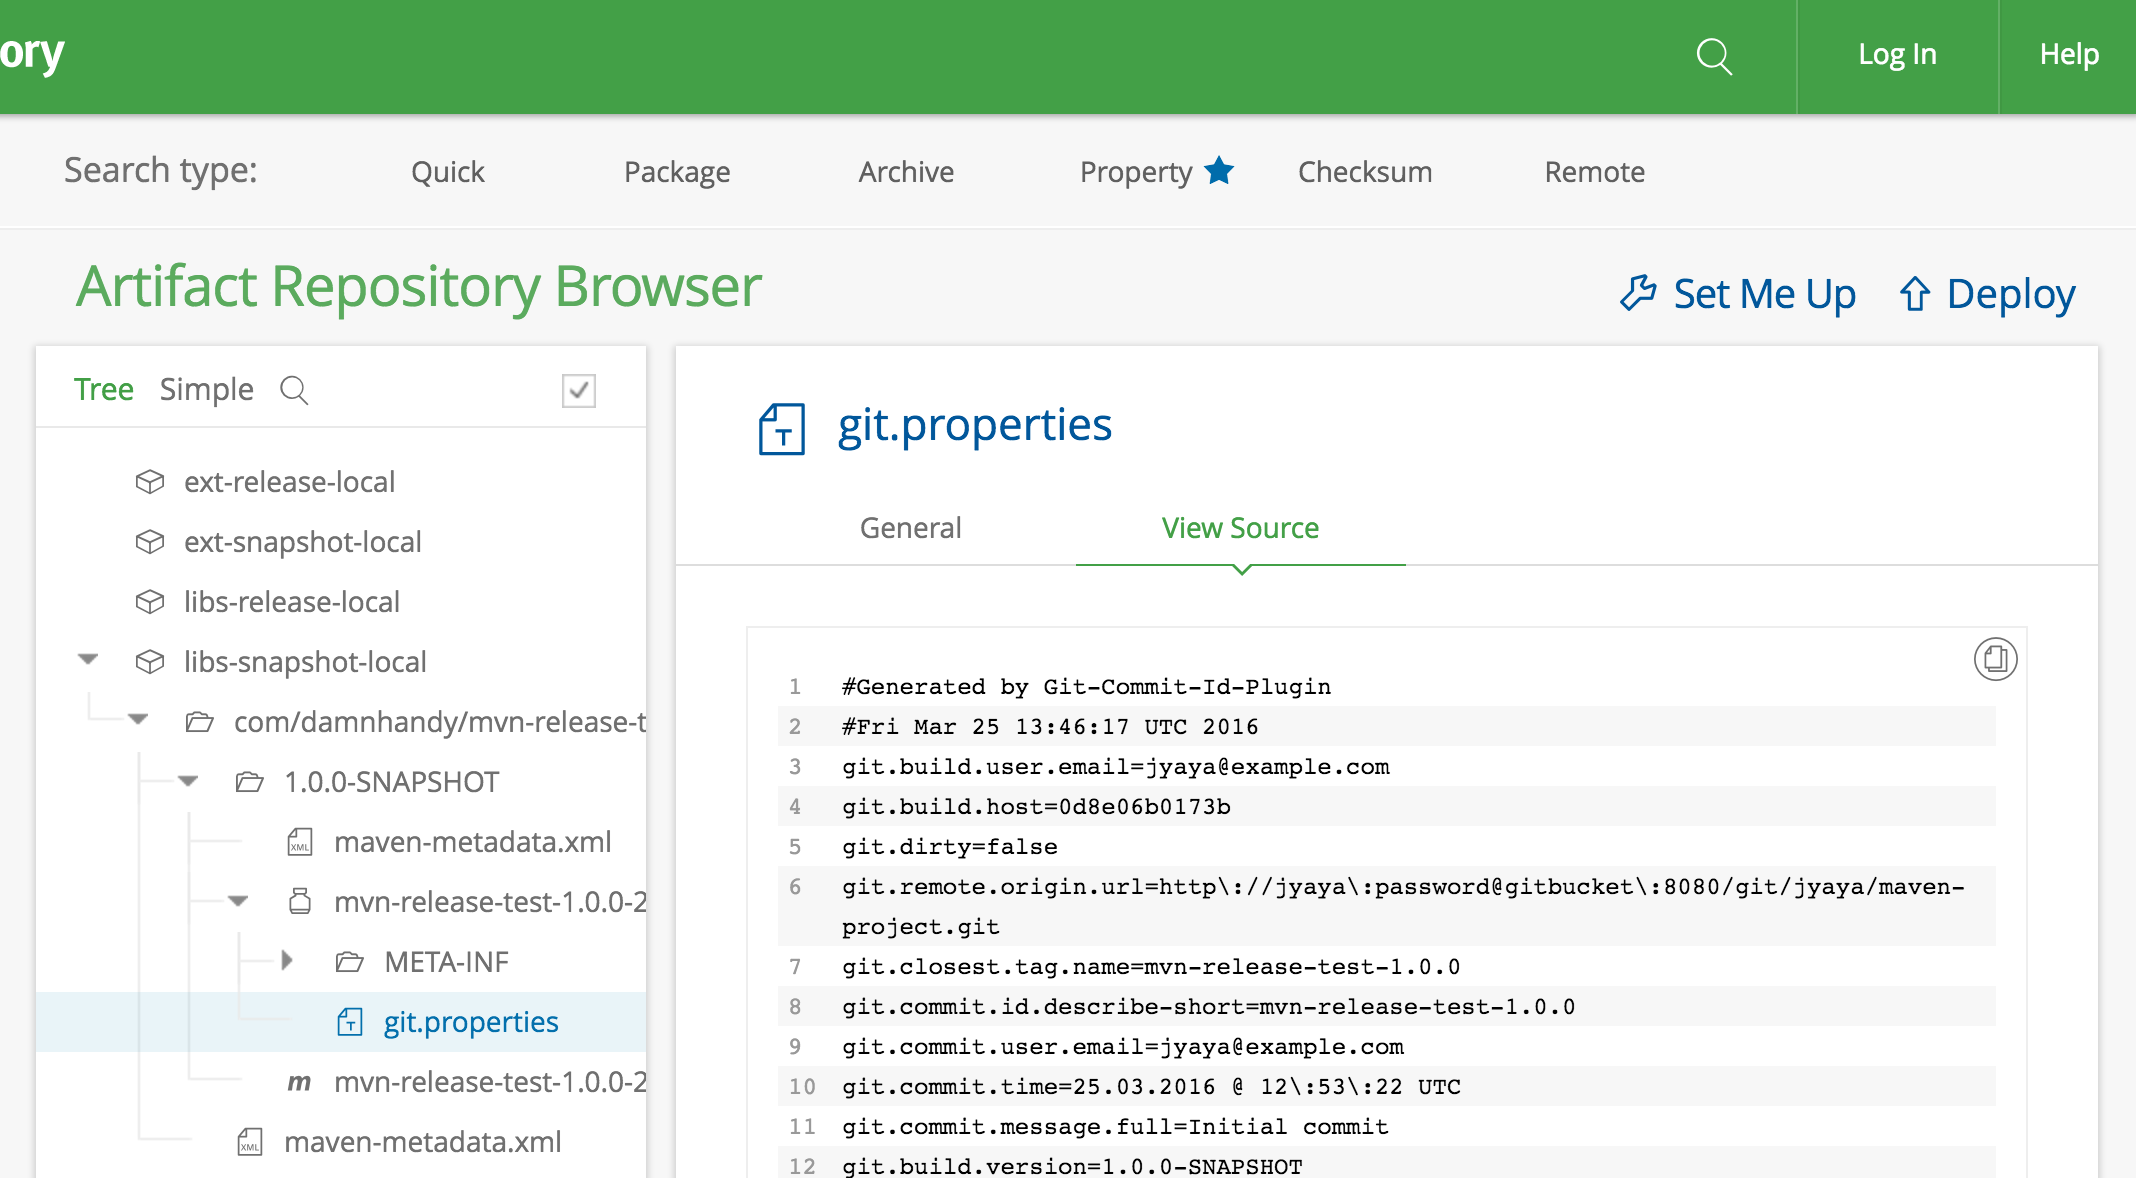 ory
Log In
Help
Search type:
Quick
Package
Archive
Property
Checksum
Remote
Artifact Repository Browser
Set Me Up
Deploy
Tree
Simple
ext-release-local
ext-snapshot-local
libs-release-local
libs-snapshot-local
com/damnhandy/mvn-release-t
1.0.0-SNAPSHOT
XML
maven-metadata.xml
mvn-release-test-1.0.0-2
META-INF
T
git.properties
m
mvn-release-test-1.0.0-2
XML
maven-metadata.xml
T
git.properties
General
View Source
1 #Generated by Git-Commit-Id-Plugin
2 #Fri Mar 25 13:46:17 UTC 2016
3 git.build.user.email=jyaya@example.com
4 git.build.host=0d8e06b0173b
5 git.dirty=false
6 git.remote.origin.url=http\://jyaya\:password@gitbucket\:8080/git/jyaya/maven-
project.git
7 git.closest.tag.name=mvn-release-test-1.0.0
8 git.commit.id.describe-short=mvn-release-test-1.0.0
9 git.commit.user.email=jyaya@example.com
10 git.commit.time=25.03.2016 @ 12\:53\:22 UTC
11 git.commit.message.full=Initial commit
12 git.build.version=1.0.0-SNAPSHOT